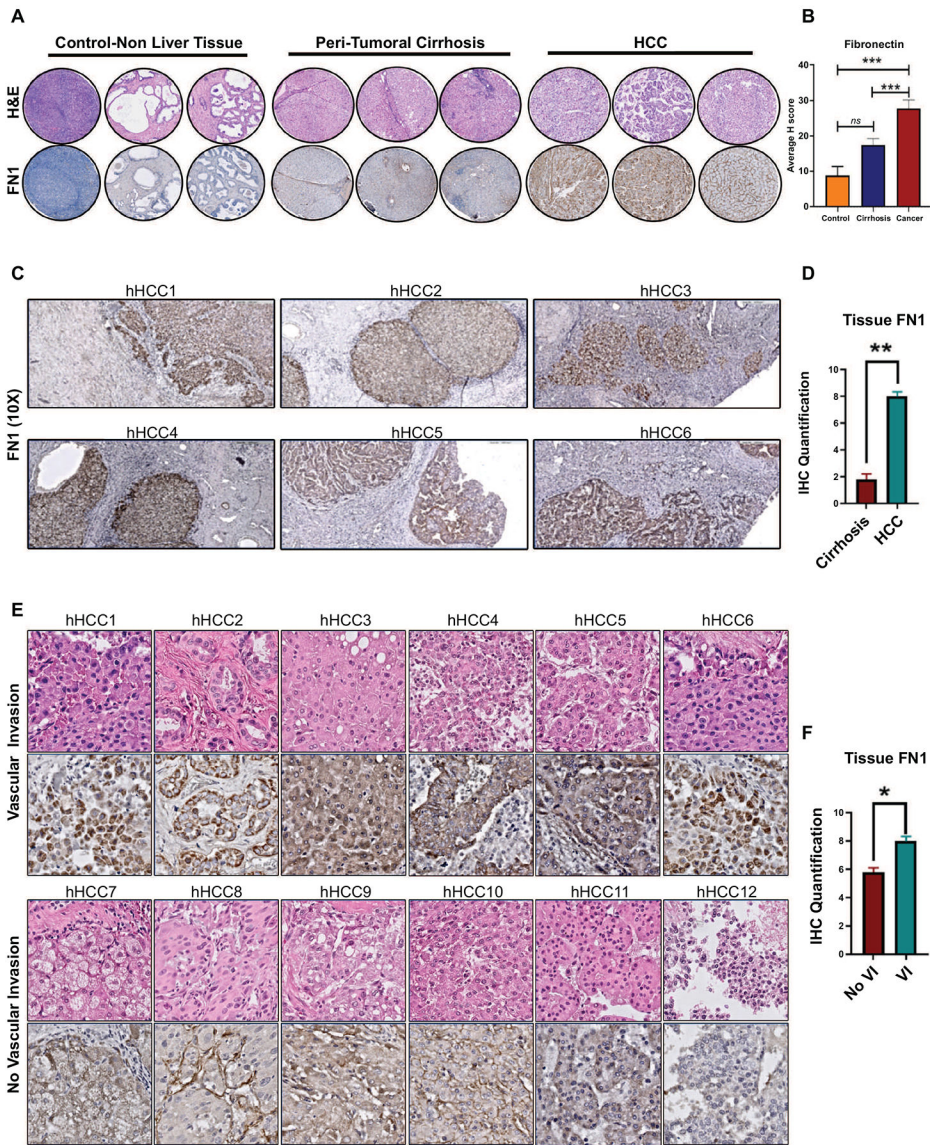 A
Control-Non Liver Tissue
Peri-Tumoral Cirrhosis
HCC
H&E
FN1
B
Fibronectin
***
***
ns
Average H score
40
30
20
10
0
Control
Cirrhosis
Cancer
C
hHCC1
hHCC2
hHCC3
FN1 (10X)
hHCC4
hHCC5
hHCC6
D
Tissue FN1
**
IHC Quantification
10
8
6
4
2
0
Cirrhosis
HCC
E
hHCC1
hHCC2
hHCC3
hHCC4
hHCC5
hHCC6
Vascular Invasion
hHCC7
hHCC8
hHCC9
hHCC10
hHCC11
hHCC12
No Vascular Invasion
F
Tissue FN1
*
IHC Quantification
10
8
6
4
2
0
No VI
VI